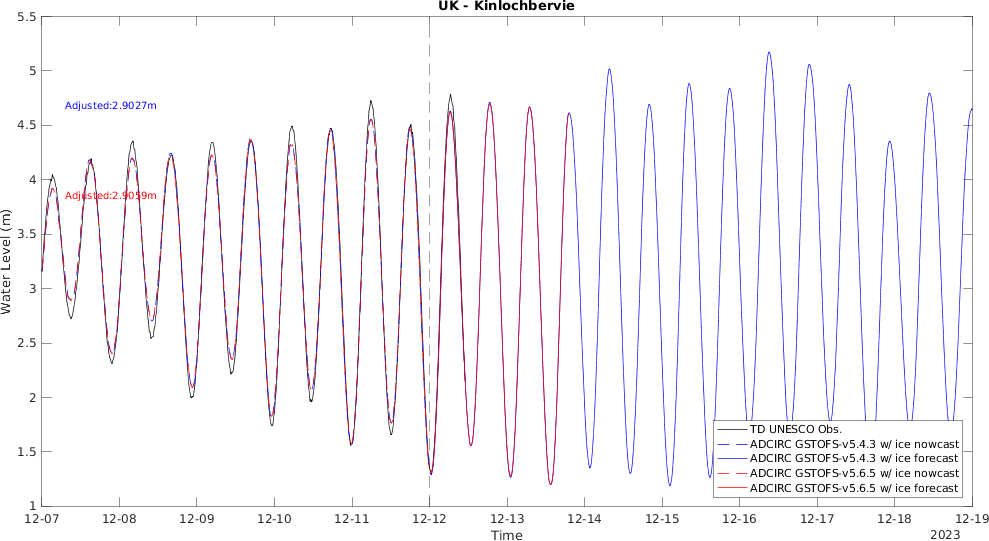 UK - Kinlochbervie
5.5
5
4.5
4
3.5
3
2.5
2
1.5
1
Water Level (m)
Adjusted:2.9027m
Adjusted:2.9059m
TD UNESCO Obs.
ADCIRC GSTOFS-v5.4.3 w/ ice nowcast
ADCIRC GSTOFS-v5.4.3 w/ ice forecast
ADCIRC GSTOFS-v5.6.5 w/ ice nowcast
ADCIRC GSTOFS-v5.6.5 w/ ice forecast
12-07 12-08 12-09 12-10 12-11 12-12 12-13 12-14 12-15 12-16 12-17 12-18 12-19
Time
2023